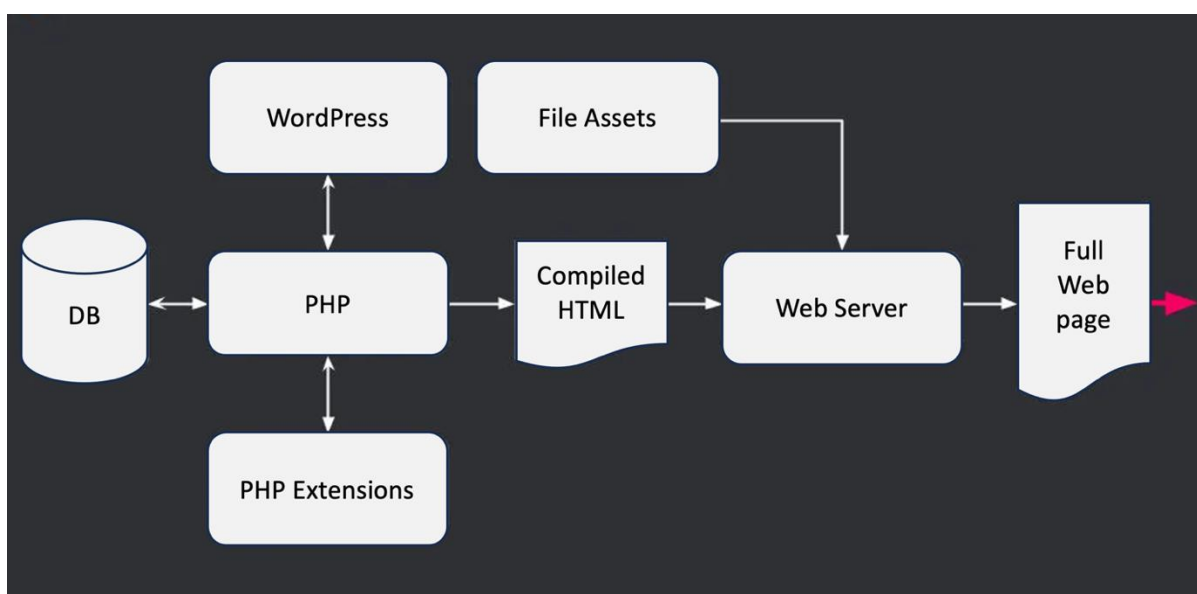 WordPress
File Assets
DB
PHP
Compiled
HTML
Web Server
Full
Web
page
PHP Extensions